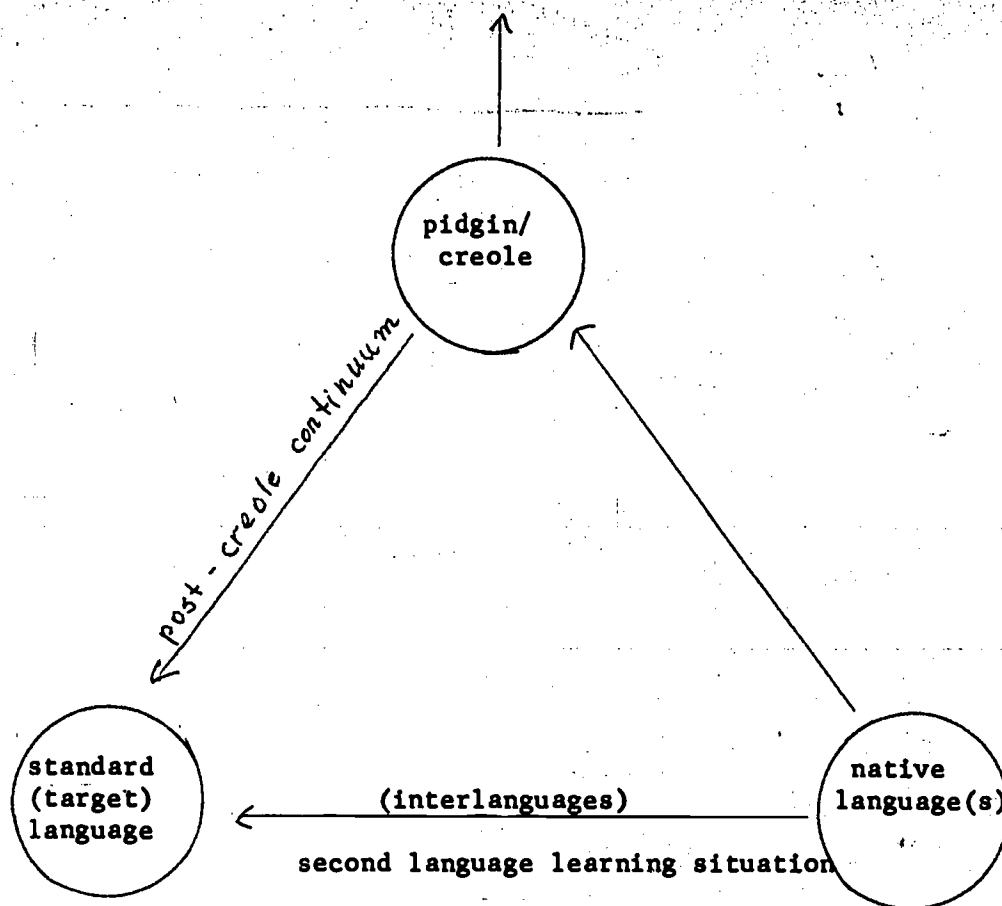 pidgin/
creole
post-creole continuum
standard
(target)
language
(interlanguages)
native
language(s)
second language learning situation